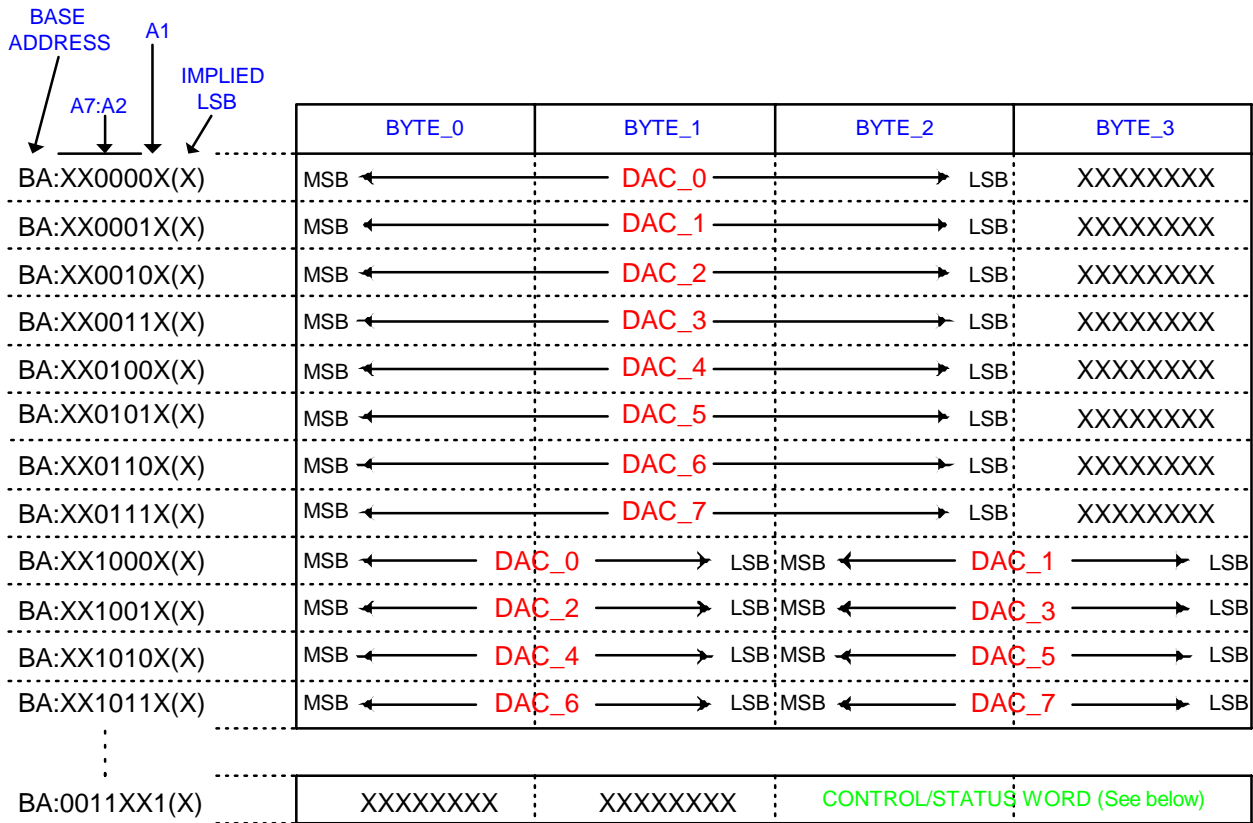 BASE
ADDRESS
A1
A7:A2
IMPLIED
LSB
BYTE_0 BYTE_1 BYTE_2 BYTE_3
BA:XX0000X(X) MSB DAC_0 LSB XXXXXXXX
BA:XX0001X(X) MSB DAC_1 LSB XXXXXXXX
BA:XX0010X(X) MSB DAC_2 LSB XXXXXXXX
BA:XX0011X(X) MSB DAC_3 LSB XXXXXXXX
BA:XX0100X(X) MSB DAC_4 LSB XXXXXXXX
BA:XX0101X(X) MSB DAC_5 LSB XXXXXXXX
BA:XX0110X(X) MSB DAC_6 LSB XXXXXXXX
BA:XX0111X(X) MSB DAC_7 LSB XXXXXXXX
BA:XX1000X(X) MSB DAC_0 LSB MSB DAC_1 LSB
BA:XX1001X(X) MSB DAC_2 LSB MSB DAC_3 LSB
BA:XX1010X(X) MSB DAC_4 LSB MSB DAC_5 LSB
BA:XX1011X(X) MSB DAC_6 LSB MSB DAC_7 LSB
BA:0011XX1(X) XXXXXXXX XXXXXXXX CONTROL/STATUS WORD (See below)